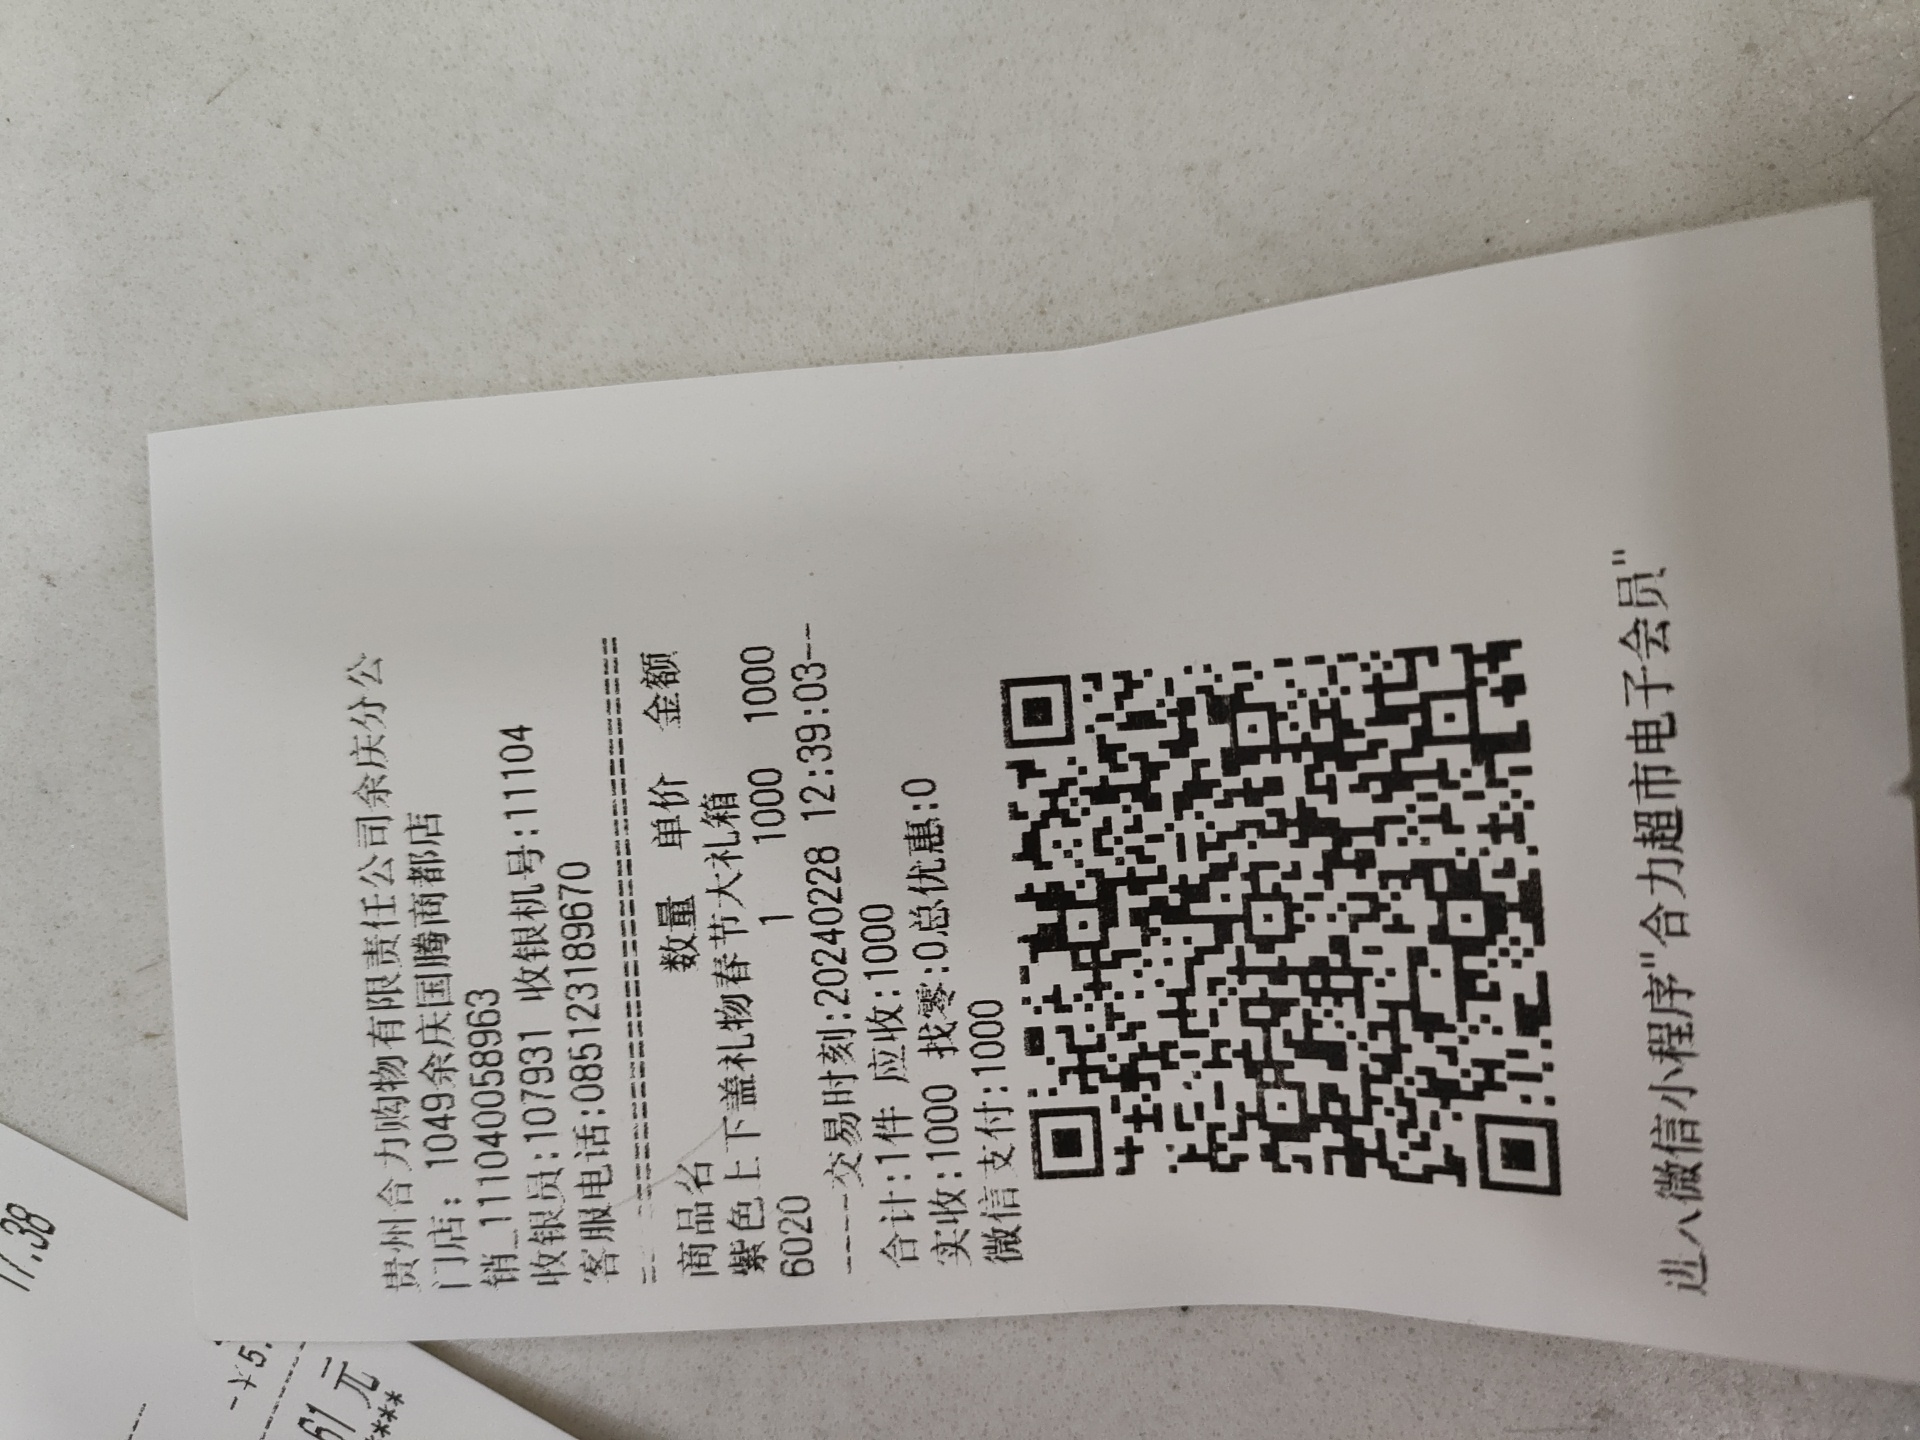 贵州合力购物有限责任公司余庆分公
门店: 1049余庆国腾商都店
销_111040058963
收银员:107931 收银机号:11104
客服电话:085123189670
商品名 数量 单价 金额
紫色上下盖礼物春节大礼箱
6020 1 1000 1000
----交易时刻:20240228 12:39:03---
合计:1件 应收:1000
实收:1000 找零:0总优惠:0
微信支付:1000
进入微信小程序"合力超市电子会员"
17.38
61元
****